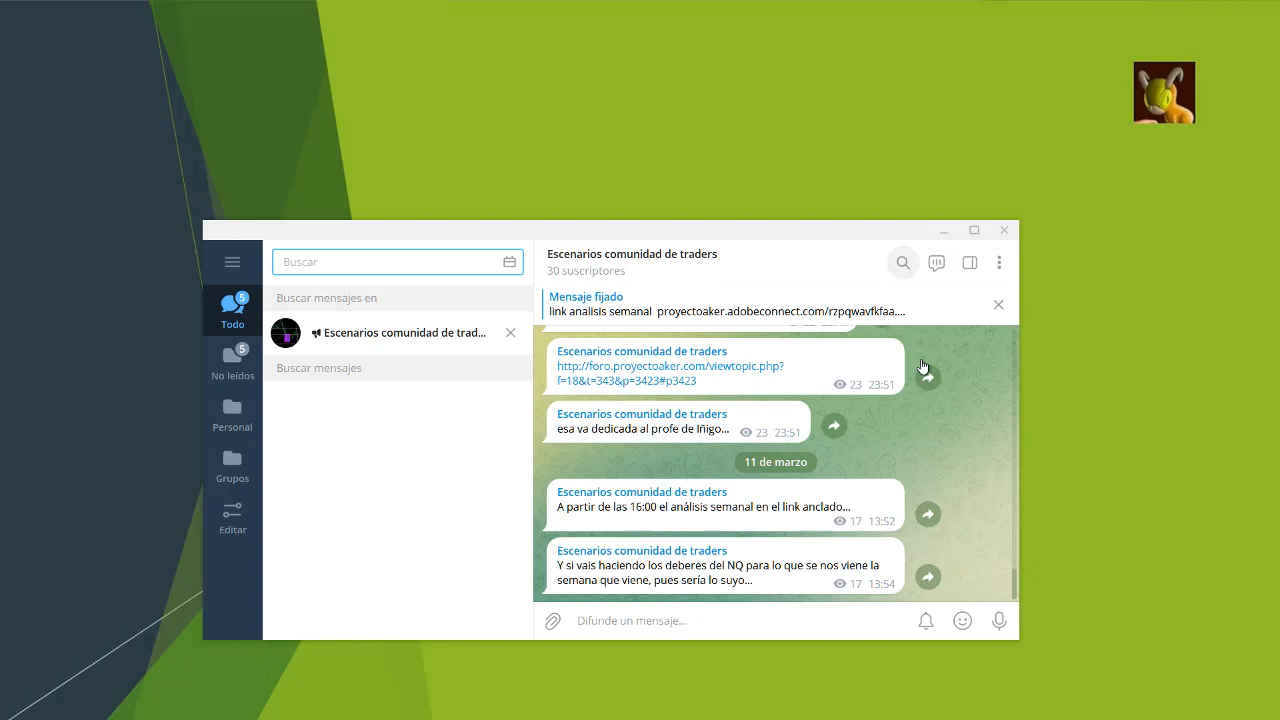 Buscar
Buscar mensajes en
Escenarios comunidad de trad...
Buscar mensajes
5
Todo
5
No leídos
Personal
Grupos
Editar
Escenarios comunidad de traders
30 suscriptores
Mensaje fijado
link analisis semanal proyectoaker.adobeconnect.com/rzpqwavfkfaa....
Escenarios comunidad de traders
http://foro.proyectoaker.com/viewtopic.php?
f=18&t=343&p=3423#p3423
23 23:51
Escenarios comunidad de traders
esa va dedicada al profe de Iñigo...
23 23:51
11 de marzo
Escenarios comunidad de traders
A partir de las 16:00 el análisis semanal en el link anclado...
17 13:52
Escenarios comunidad de traders
Y si vais haciendo los deberes del NQ para lo que se nos viene la
semana que viene, pues sería lo suyo...
17 13:54
Difunde un mensaje...